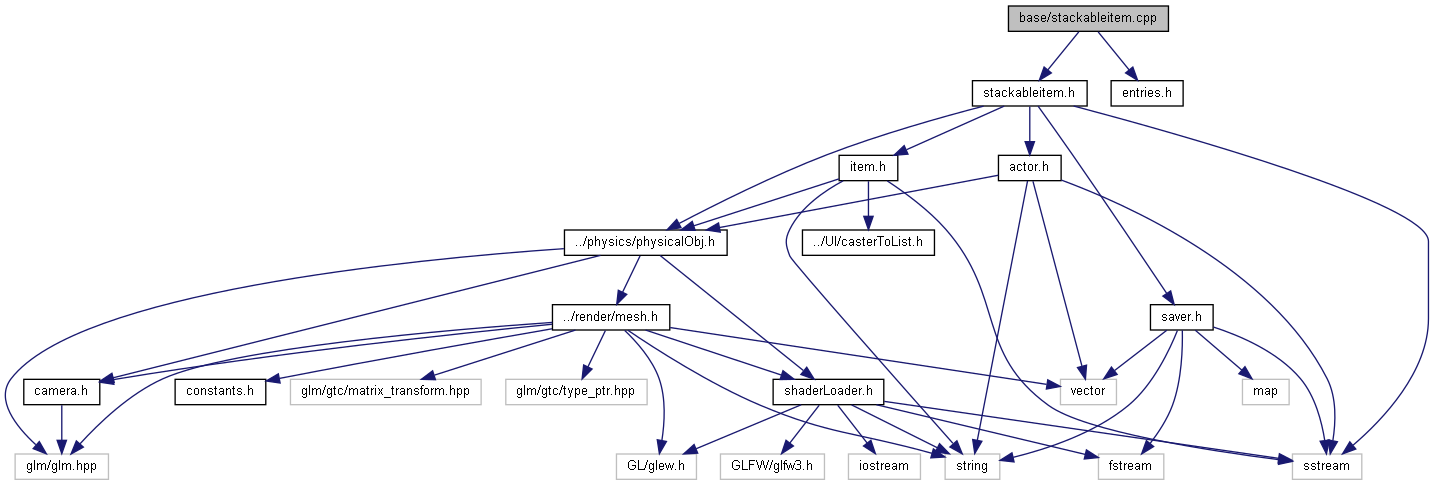 base/stackableitem.cpp
stackableitem.h
entries.h
item.h
actor.h
../physics/physicalObj.h
../UI/casterToList.h
../render/mesh.h
saver.h
camera.h
constants.h
glm/gtc/matrix_transform.hpp
glm/gtc/type_ptr.hpp
shaderLoader.h
vector
map
glm/glm.hpp
GL/glew.h
GLFW/glfw3.h
iostream
string
fstream
sstream